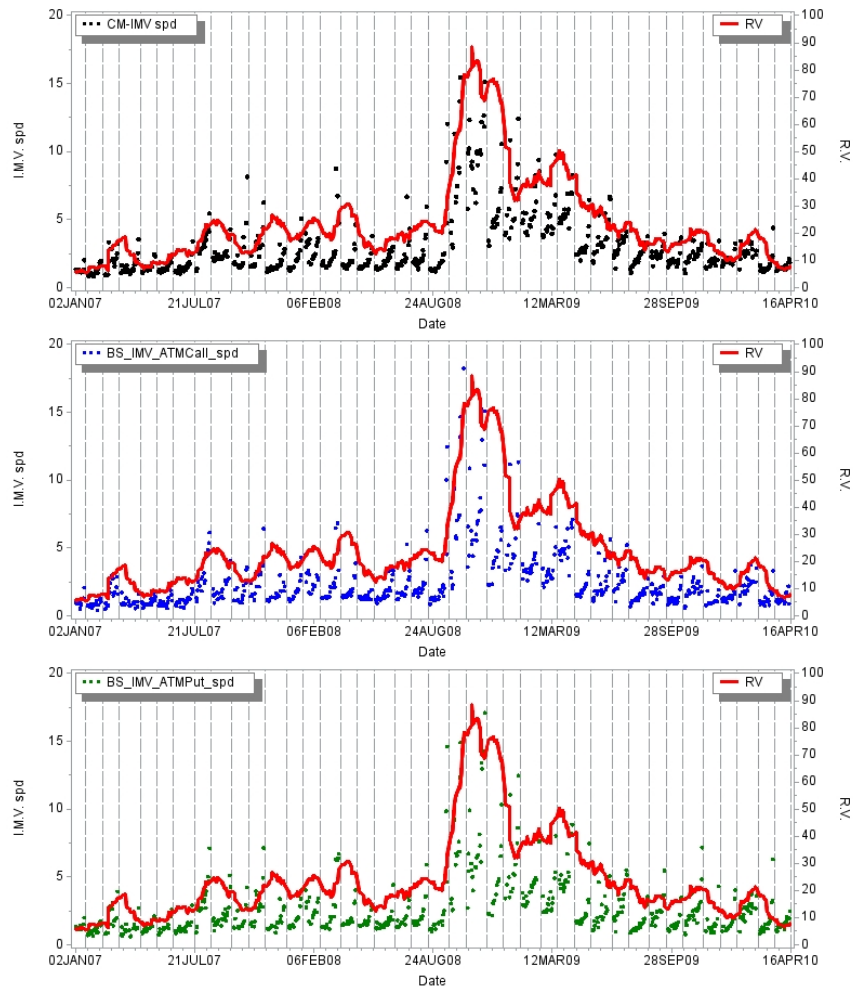 CM-IMV spd
RV
20
15
10
5
0
I.M.V. spd
100
90
80
70
60
50
40
30
20
10
0
R.V.
02JAN07 21JUL07 06FEB08 24AUG08 12MAR09 28SEP09 16APR10
Date
BS_IMV_ATMCall_spd
RV
20
15
10
5
0
I.M.V. spd
100
90
80
70
60
50
40
30
20
10
0
R.V.
02JAN07 21JUL07 06FEB08 24AUG08 12MAR09 28SEP09 16APR10
Date
BS_IMV_ATMPut_spd
RV
20
15
10
5
0
I.M.V. spd
100
90
80
70
60
50
40
30
20
10
0
R.V.
02JAN07 21JUL07 06FEB08 24AUG08 12MAR09 28SEP09 16APR10
Date